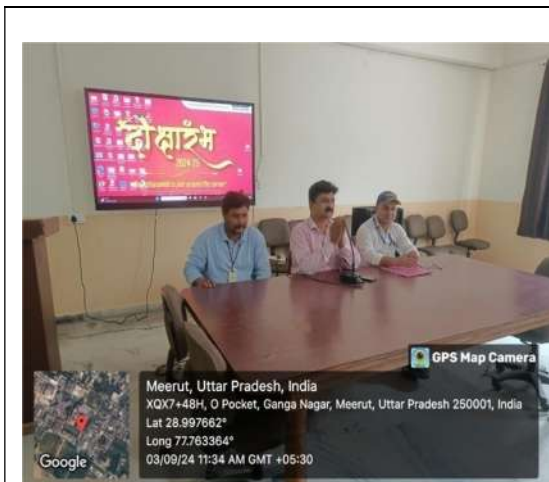 दीक्षारंभ
2024-25
GPS Map Camera
Meerut, Uttar Pradesh, India
XQX7+48H, O Pocket, Ganga Nagar, Meerut, Uttar Pradesh 250001, India
Lat 28.997662°
Long 77.763364°
03/09/24 11:34 AM GMT +05:30
Google